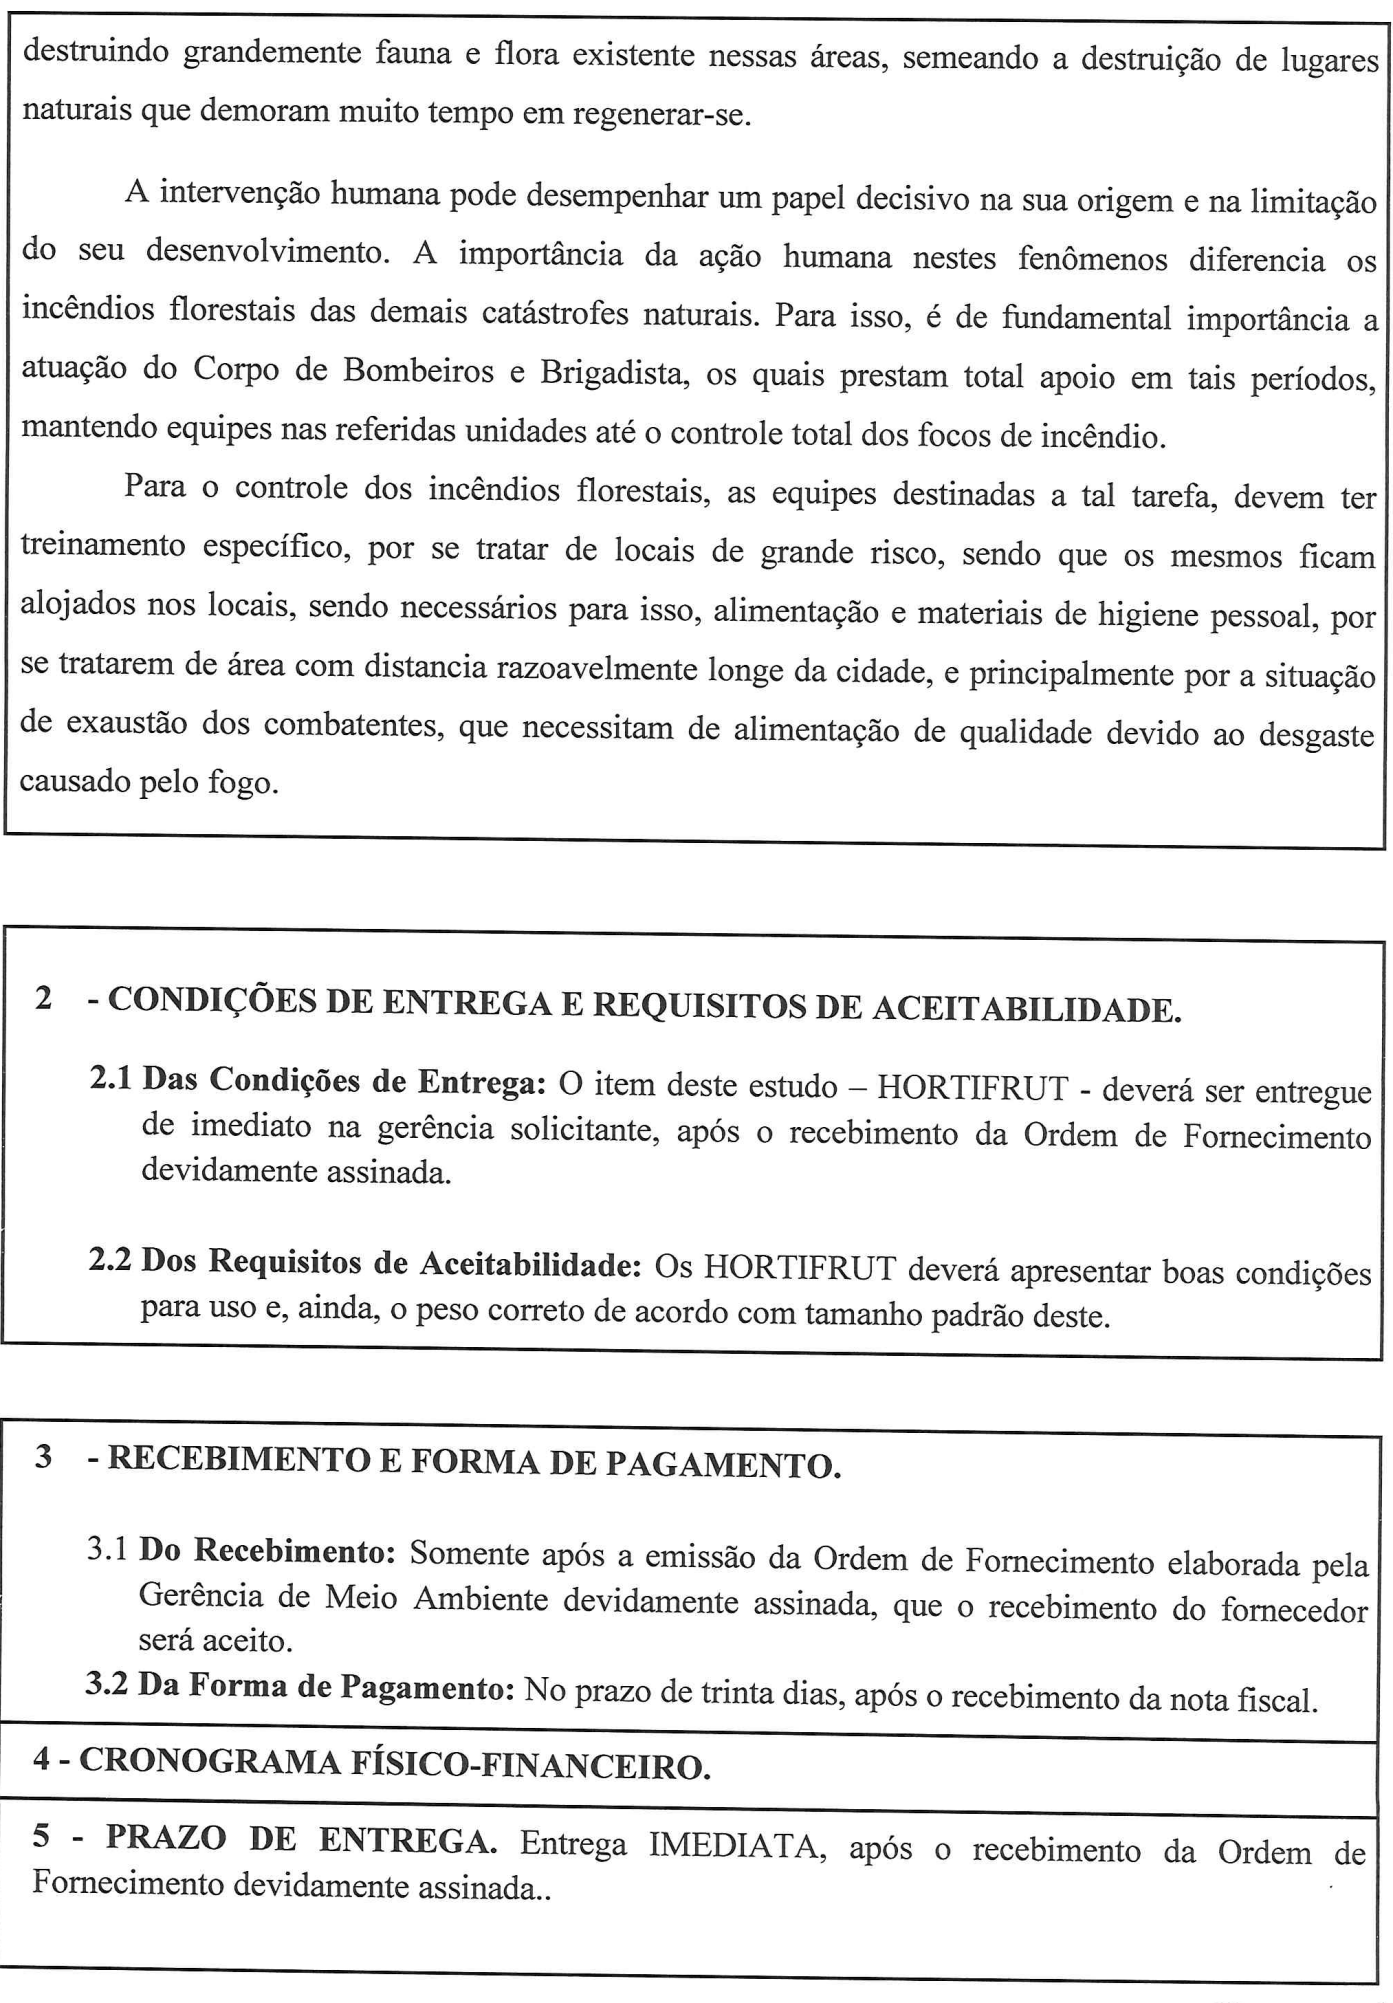 destruindo grandemente fauna e flora existente nessas áreas, semeando a destruição de lugares
naturais que demoram muito tempo em regenerar-se.
A intervenção humana pode desempenhar um papel decisivo na sua origem e na limitação
do seu desenvolvimento. A importância da ação humana nestes fenômenos diferencia os
incêndios florestais das demais catástrofes naturais. Para isso, é de fundamental importância a
atuação do Corpo de Bombeiros e Brigadista, os quais prestam total apoio em tais períodos,
mantendo equipes nas referidas unidades até o controle total dos focos de incêndio.
Para o controle dos incêndios florestais, as equipes destinadas a tal tarefa, devem ter
treinamento específico, por se tratar de locais de grande risco, sendo que os mesmos ficam
alojados nos locais, sendo necessários para isso, alimentação e materiais de higiene pessoal, por
se tratarem de área com distancia razoavelmente longe da cidade, e principalmente por a situação
de exaustão dos combatentes, que necessitam de alimentação de qualidade devido ao desgaste
causado pelo fogo.
2 - CONDIÇÕES DE ENTREGA E REQUISITOS DE ACEITABILIDADE.
2.1 Das Condições de Entrega: O item deste estudo – HORTIFRUT - deverá ser entregue
de imediato na gerência solicitante, após o recebimento da Ordem de Fornecimento
devidamente assinada.
2.2 Dos Requisitos de Aceitabilidade: Os HORTIFRUT deverá apresentar boas condições
para uso e, ainda, o peso correto de acordo com tamanho padrão deste.
3 - RECEBIMENTO E FORMA DE PAGAMENTO.
3.1 Do Recebimento: Somente após a emissão da Ordem de Fornecimento elaborada pela
Gerência de Meio Ambiente devidamente assinada, que o recebimento do fornecedor
será aceito.
3.2 Da Forma de Pagamento: No prazo de trinta dias, após o recebimento da nota fiscal.
4 - CRONOGRAMA FÍSICO-FINANCEIRO.
5 - PRAZO DE ENTREGA. Entrega IMEDIATA, após o recebimento da Ordem de
Fornecimento devidamente assinada..